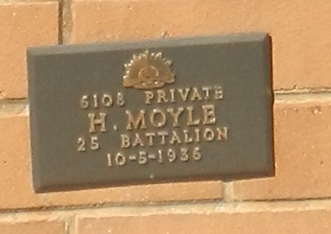 6108 PRIVATE
H. MOYLE
25 BATTALION
10-5-1936